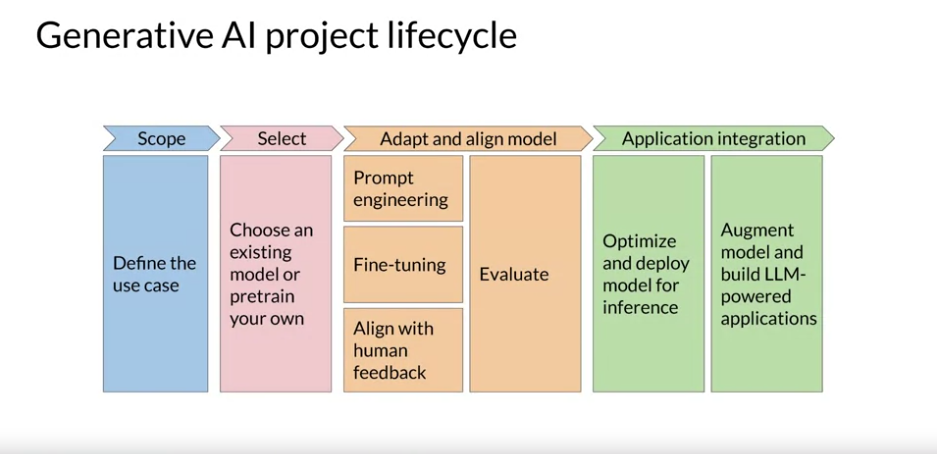 Generative AI project lifecycle
Scope
Select
Adapt and align model
Application integration
Define the
use case
Choose an
existing
model or
pretrain
your own
Prompt
engineering
Fine-tuning
Align with
human
feedback
Evaluate
Optimize
and deploy
model for
inference
Augment
model and
build LLM-
powered
applications